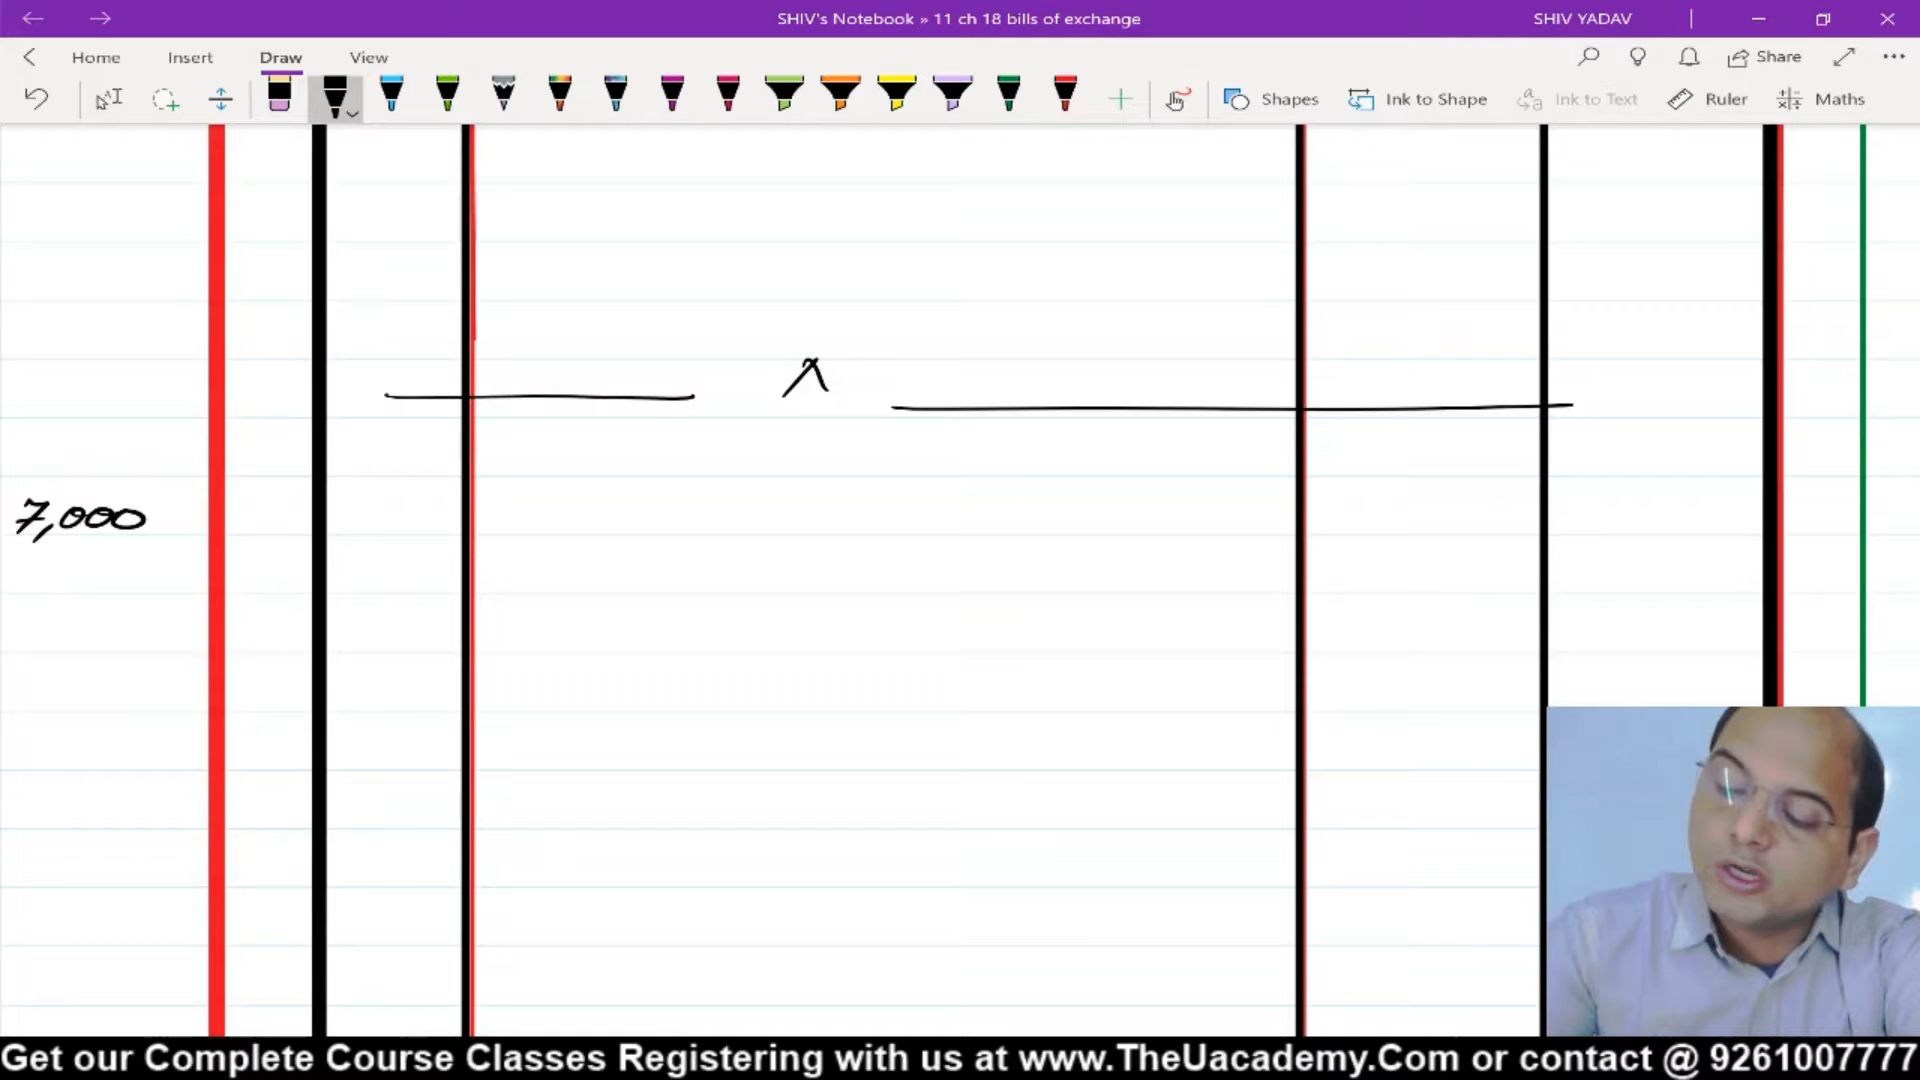 SHIV's Notebook » 11 ch 18 bills of exchange
SHIV YADAV
Home Insert Draw View
Share
Shapes
Ink to Shape
Ink to Text
Ruler
Maths
7,000
Get our Complete Course Classes Registering with us at www.TheUacademy.Com or contact @ 9261007777